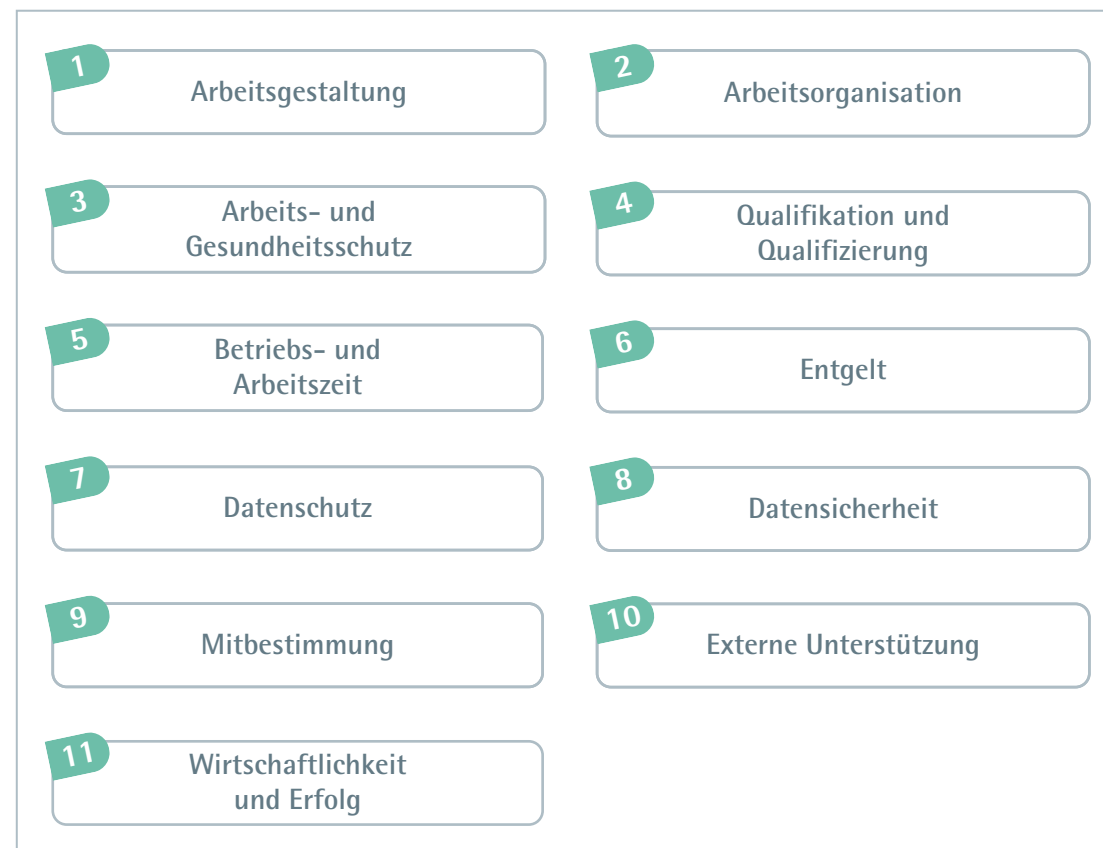 1
Arbeitsgestaltung
2
Arbeitsorganisation
3
Arbeits- und
Gesundheitsschutz
4
Qualifikation und
Qualifizierung
5
Betriebs- und
Arbeitszeit
6
Entgelt
7
Datenschutz
8
Datensicherheit
9
Mitbestimmung
10
Externe Unterstützung
11
Wirtschaftlichkeit
und Erfolg